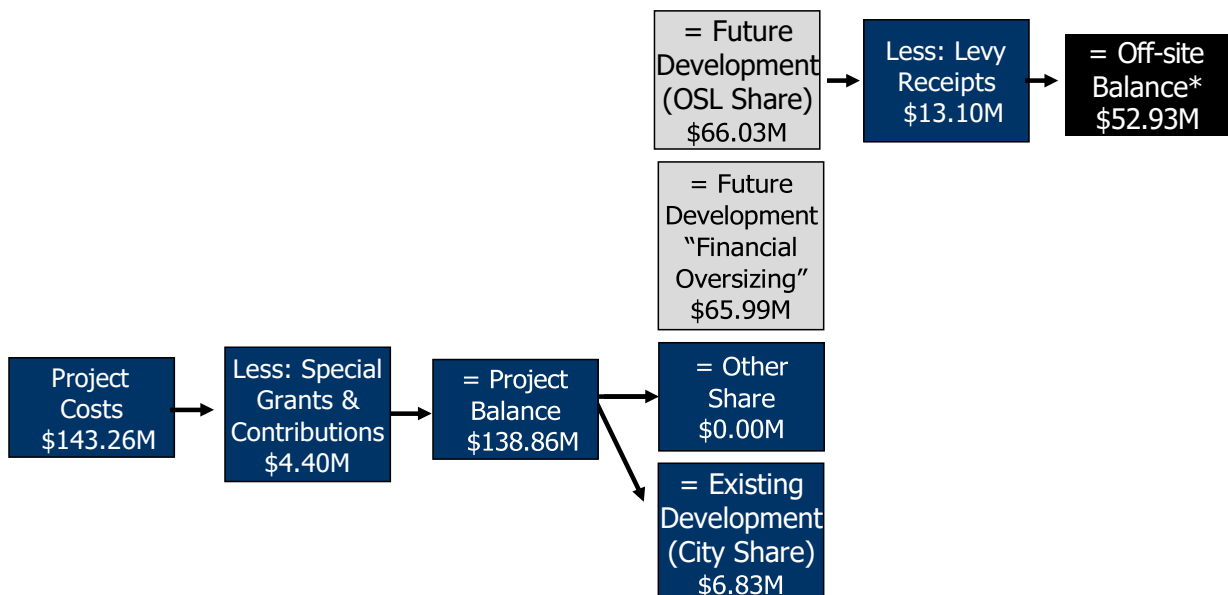 = Future
Development
(OSL Share)
$66.03M
Less: Levy
Receipts
$13.10M
= Off-site
Balance*
$52.93M
= Future
Development
“Financial
Oversizing”
$65.99M
Project
Costs
$143.26M
Less: Special
Grants &
Contributions
$4.40M
= Project
Balance
$138.86M
= Other
Share
$0.00M
= Existing
Development
(City Share)
$6.83M